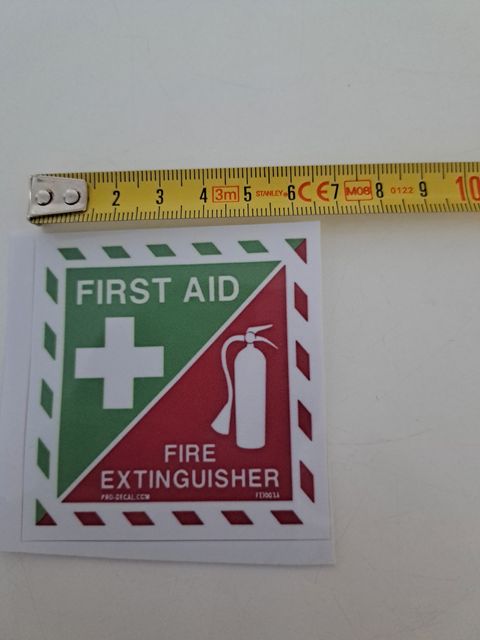 2 3 4 3m 5 STANLEY® 6 CE 7 M08 8 0122 9 10
FIRST AID
FIRE
EXTINGUISHER
PRO-DECAL.COM